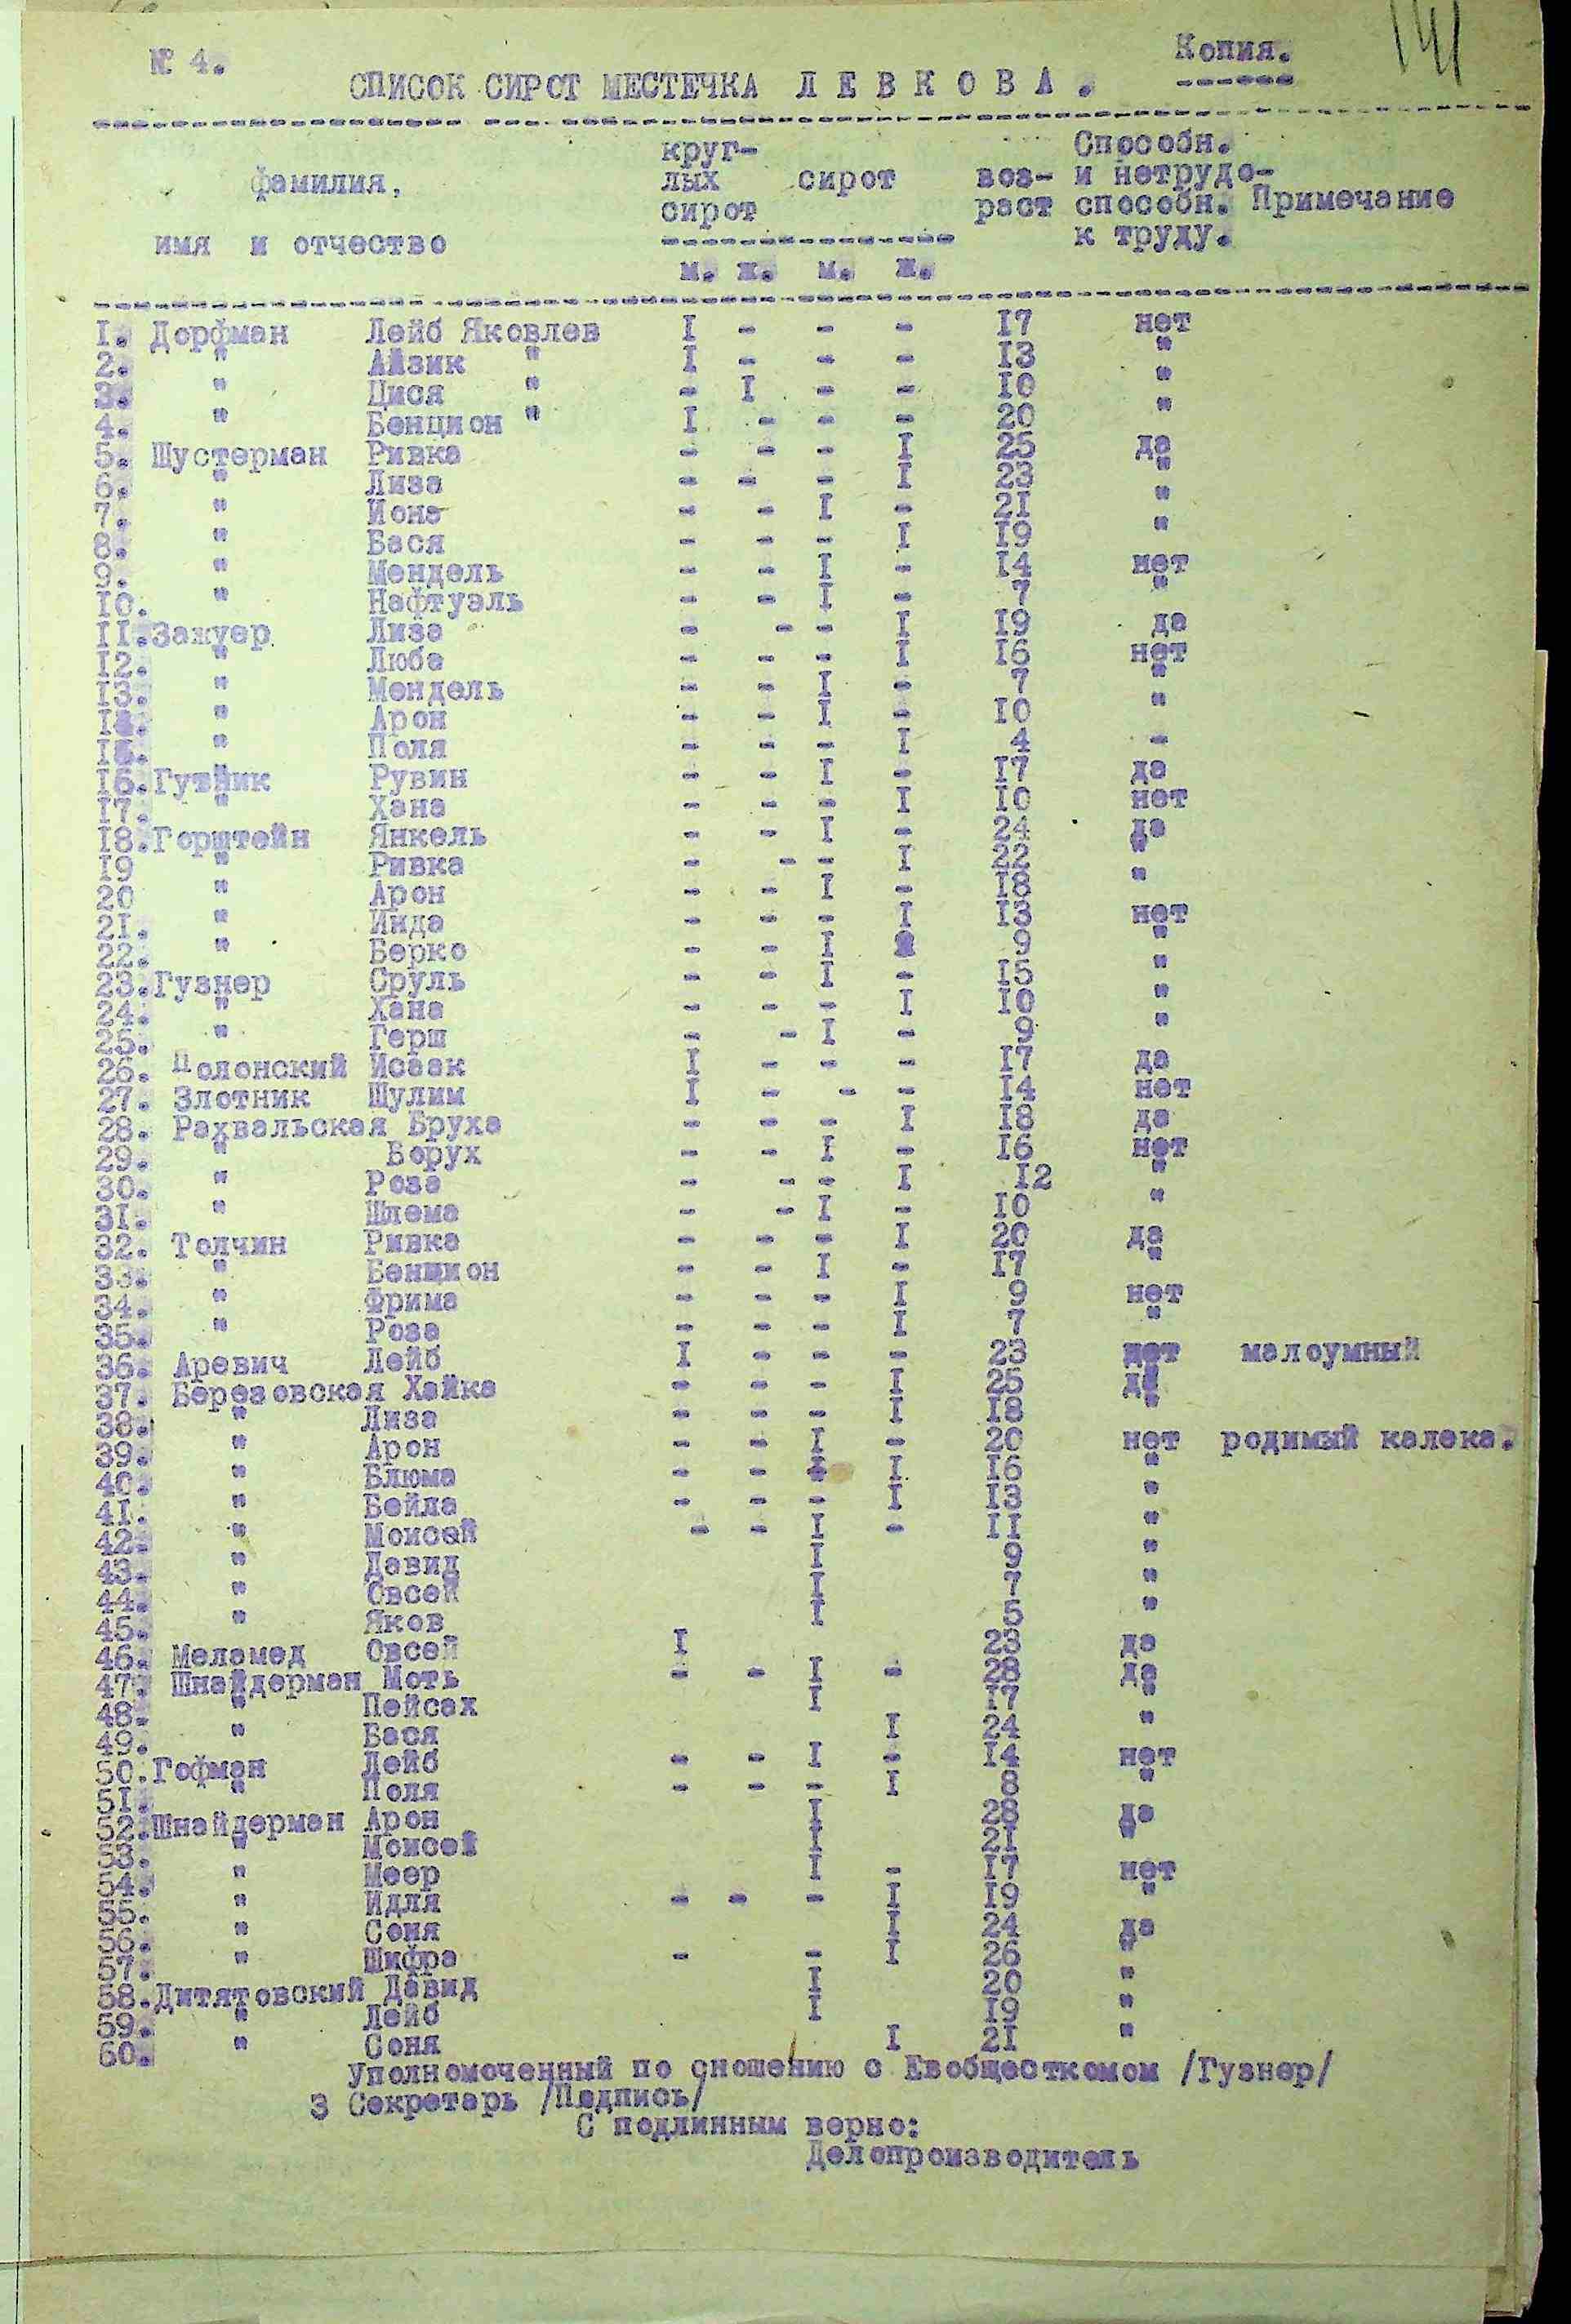 141
№ 4.
Копия.
СПИСОК СИРОТ МЕСТЕЧКА Л Е В К О В А .
круг- Способн.
фамилия, лых сирот воз- и нетрудо-
сирот раст способн. Примечание
имя и отчество к труду.
м. ж. м. ж.
1. Дорфман Лейб Яковлев I - - - 17 нет
2. " Айзик " I - - - 13 "
3. " Цися " - I - - 10 "
4. " Бенцион " I - - - 20 "
5. Шустерман Ривка - - - I 25 да
6. " Лиза - - - I 23 "
7. " Иона - - I - 21 "
8. " Бася - - - I 19 "
9. " Мендель - - I - 14 нет
10. " Нафтуэль - - I - 7 "
11. Закуер Лиза - - - I 19 да
12. " Люба - - - I 16 нет
13. " Мендель - - I - 7 "
14. " Арон - - I - 10 "
15. " Поля - - - I 4 -
16. Гутник Рувин - - I - 17 да
17. " Хана - - - I 10 нет
18. Горштейн Янкель - - I - 24 да
19 " Ривка - - - I 22 "
20 " Арон - - I - 18 "
21. " Инда - - - I 13 нет
22. " Берко - - I 9 "
23. Гузнер Сруль - - I - 15 "
24. " Хана - - - I 10 "
25. " Герш - - I - 9 "
26. Полонский Исаак I - - - 17 да
27. Злотник Шулим I - - - 14 нет
28. Рахвальская Бруха - - - I 18 да
29. " Борух - - I - 16 нет
30. " Роза - - - I 12 "
31. " Шлема - - I - 10 "
32. Толчин Ривка - - - I 20 да
33. " Бенцион - - I - 17 "
34. " Фрима - - - I 9 нет
35. " Роза - - - I 7 "
36. Аревич Лейб I - - - 23 нет малоумный
37. Березовская Хайка - - - I 25 да
38. " Лиза - - - I 18 "
39. " Арон - - I - 20 нет родимый калека.
40. " Блюма - - - I 16 "
41. " Бейла - - - I 13 "
42. " Моисей - - I - 11 "
43. " Давид I 9 "
44. " Овсей I 7 "
45. " Яков I 5 "
46. Меламед Овсей I 23 да
47. Шнайдерман Моть - - I - 28 да
48. " Пейсах I 17 "
49. " Бася I 24 "
50. Гофман Лейб - - I - 14 нет
51. " Поля - - - I 8 "
52. Шнайдерман Арон I 28 да
53. " Моисей I 21 "
54. " Меер I - 17 нет
55. " Идля - - - I 19 "
56. " Соня I 24 да
57. " Шифра - - I 26 "
58. Дитятовский Давид I 20 "
59. " Лейб I 19 "
60. " Соня I 21 "
Уполномоченный по сношению с Евобщесткомом /Гузнер/
З Секретарь /Подпись/
С подлинным верно:
Делопроизводитель